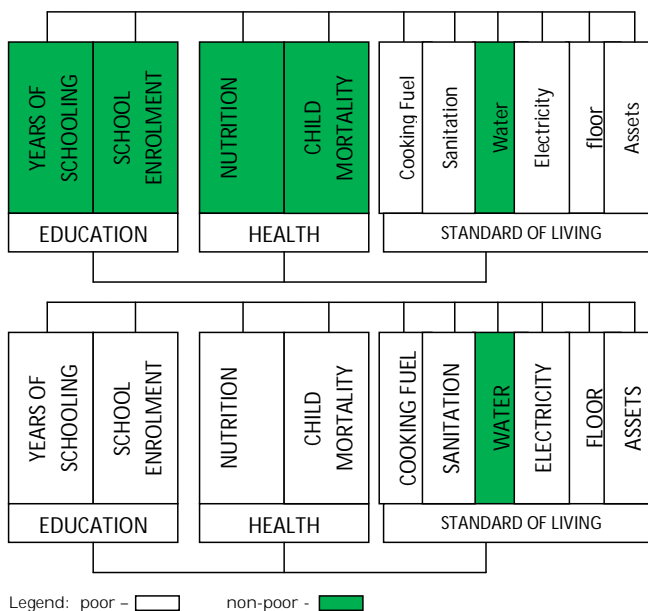 YEARS OF
SCHOOLING
SCHOOL
ENROLMENT
NUTRITION
CHILD
MORTALITY
Cooking Fuel
Sanitation
Water
Electricity
floor
Assets
EDUCATION
HEALTH
STANDARD OF LIVING
YEARS OF
SCHOOLING
SCHOOL
ENROLMENT
NUTRITION
CHILD
MORTALITY
COOKING FUEL
SANITATION
WATER
ELECTRICITY
FLOOR
ASSETS
EDUCATION
HEALTH
STANDARD OF LIVING
Legend: poor – non-poor -